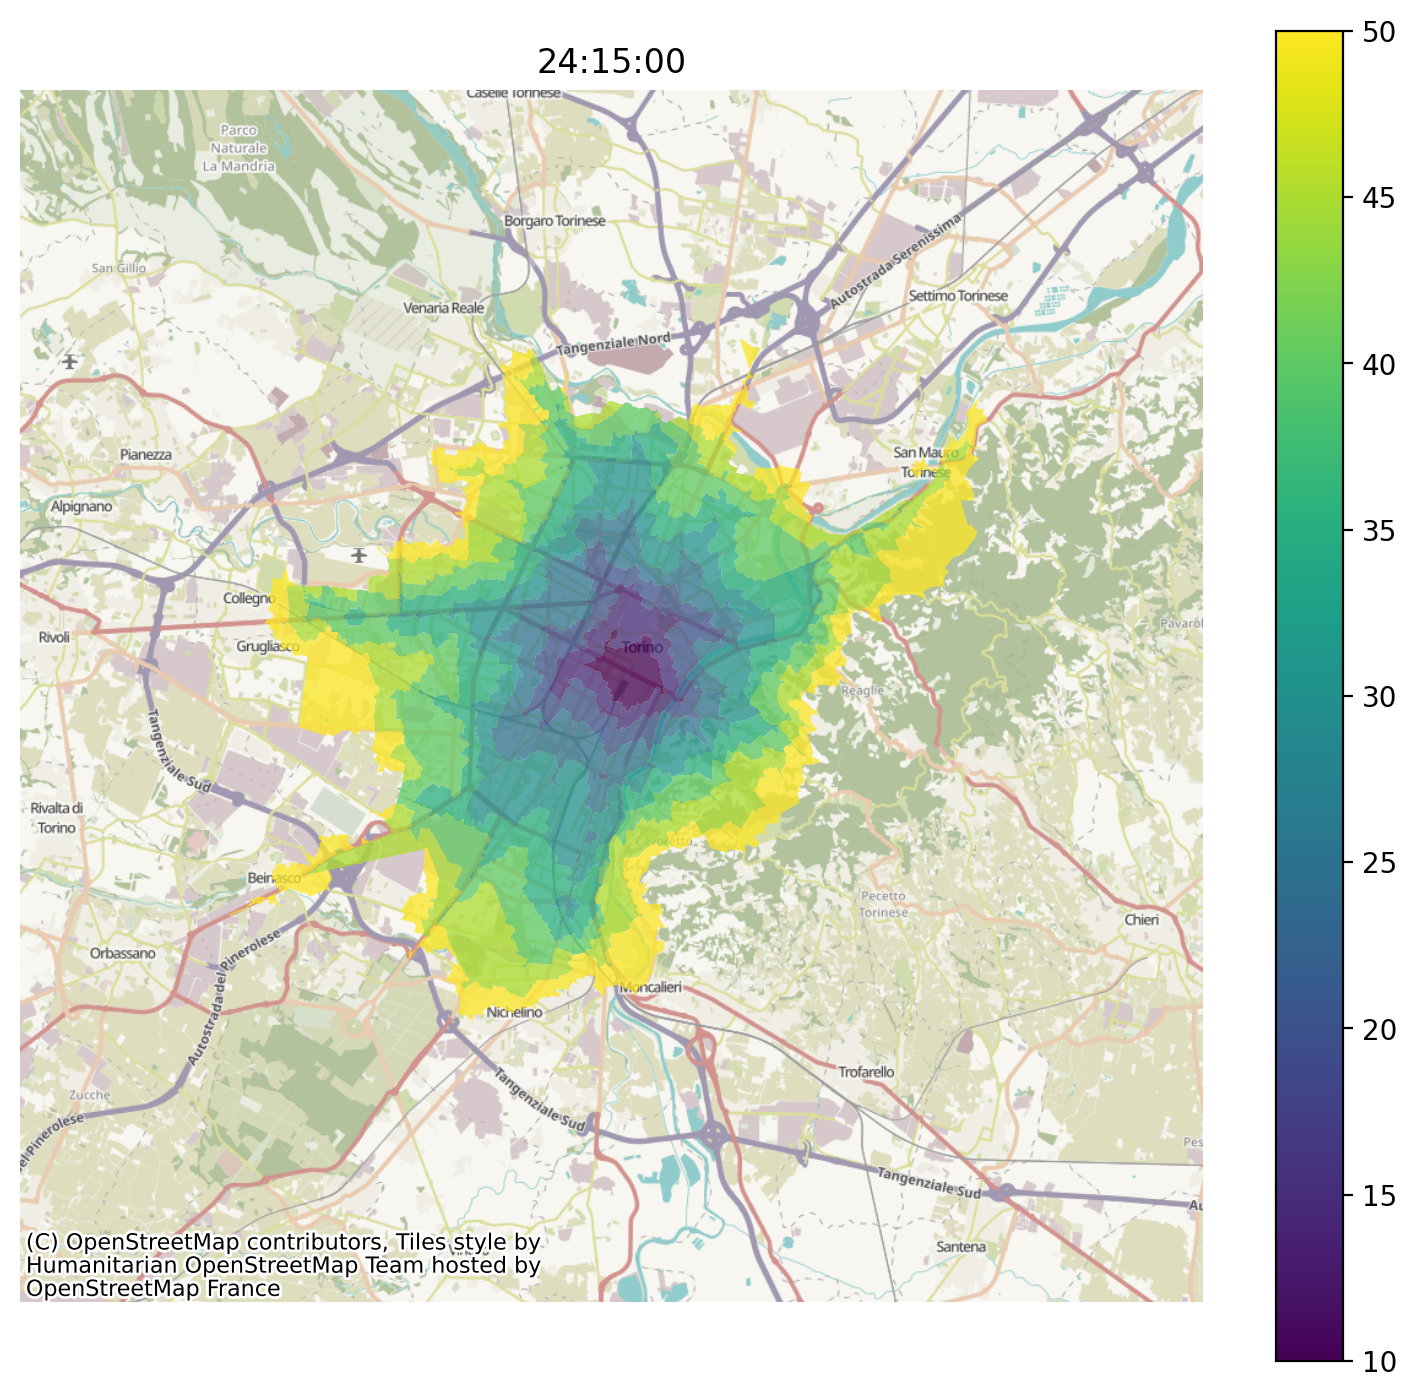 24:15:00
50
45
40
35
30
25
20
15
10
Caselle Torinese
Parco
Naturale
La Mandria
Borgaro Torinese
Autostrada Serenissima
San Gillio
Venaria Reale
Settimo Torinese
Tangenziale Nord
Pianezza
San Mauro
Torinese
Alpignano
Collegno
Rivoli
Grugliasco
Torino
Reaglie
Tangenziale Sud
Rivalta di
Torino
Cavoretto
Beinasco
Pecetto
Torinese
Chieri
Orbassano
Autostrada del Pinerolese
Moncalieri
Nichelino
Zucche
Trofarello
Tangenziale Sud
Tangenziale Sud
Santena
(C) OpenStreetMap contributors, Tiles style by
Humanitarian OpenStreetMap Team hosted by
OpenStreetMap France